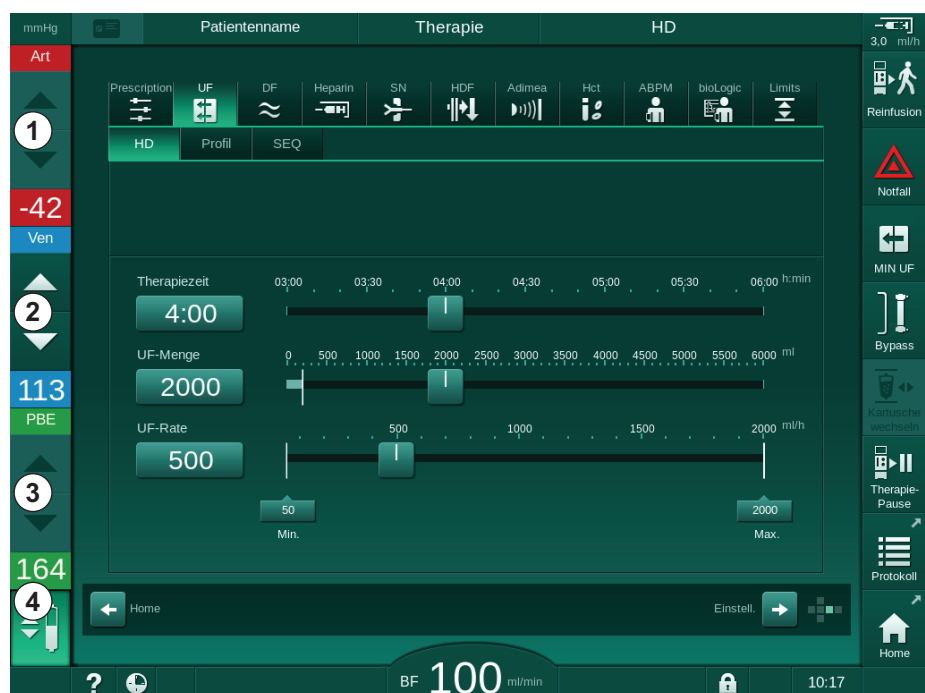 mmHg
Patientenname
Therapie
HD
3,0 ml/h
Art
1
-42
Ven
2
113
PBE
3
164
4
Prescription
UF
DF
Heparin
SN
HDF
Adimea
Hct
ABPM
bioLogic
Limits
HD
Profil
SEQ
Therapiezeit
03:00 03:30 04:00 04:30 05:00 05:30 06:00 h:min
4:00
UF-Menge
0 500 1000 1500 2000 2500 3000 3500 4000 4500 5000 5500 6000 ml
2000
UF-Rate
500 1000 1500 2000 ml/h
500
50
2000
Min.
Max.
Home
Einstell.
Reinfusion
Notfall
MIN UF
Bypass
Kartusche
wechseln
Therapie-
Pause
Protokoll
Home
?
BF 100 ml/min
10:17